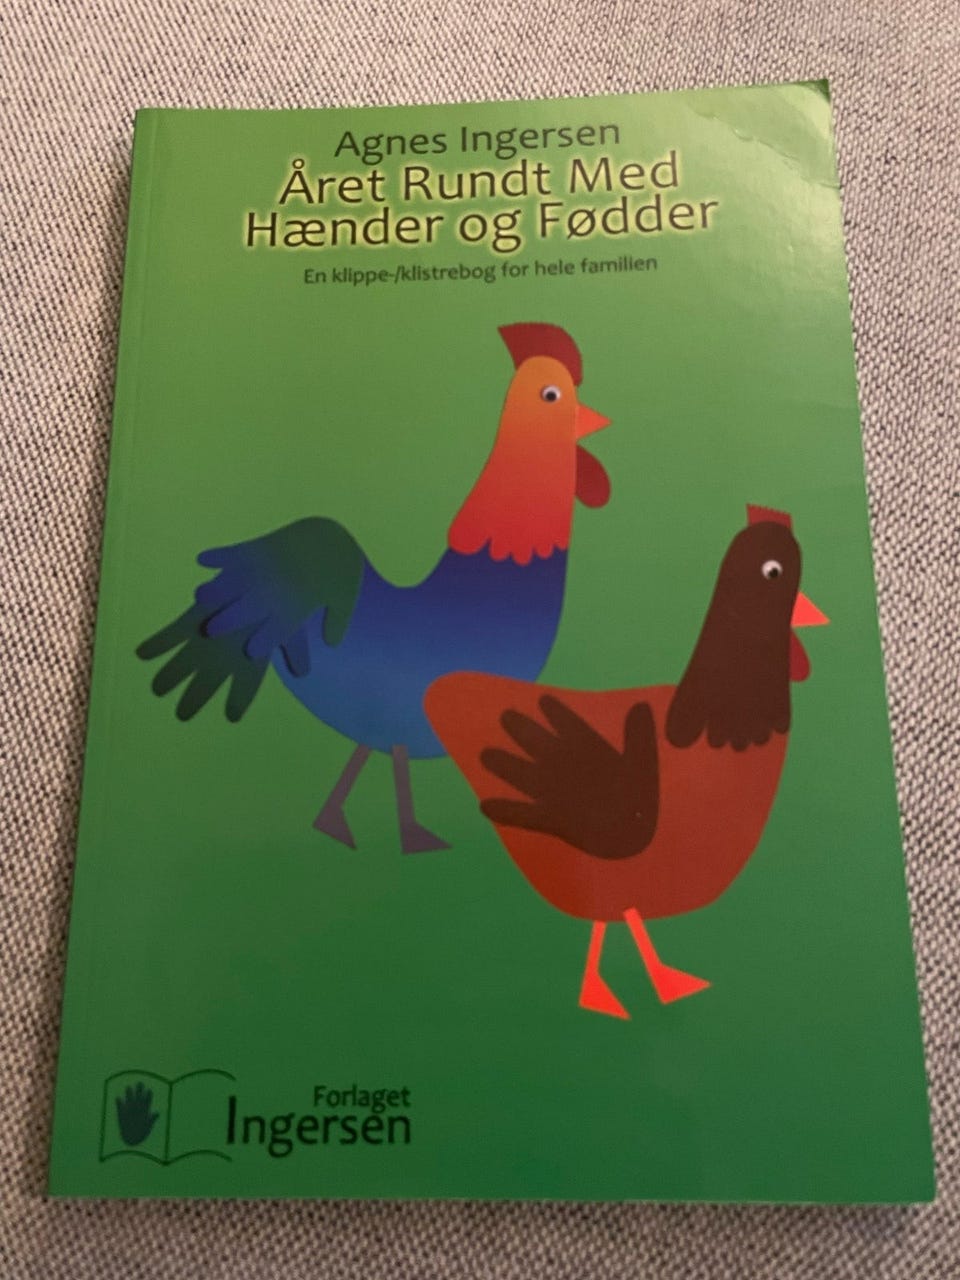 Agnes Ingersen
Året Rundt Med
Hænder og Fødder
En klippe-/klistrebog for hele familien
Forlaget
Ingersen